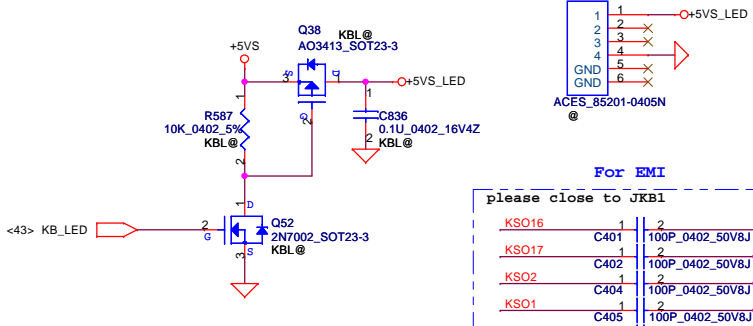 Q38
KBL@
AO3413_SOT23-3
+5VS
S
D
3
1
G
2
+5VS_LED
1
R587
10K_0402_5%
KBL@
2
1
C836
0.1U_0402_16V4Z
2
KBL@
<43> KB_LED
2
G
1
D
Q52
2N7002_SOT23-3
KBL@
3
S
1 1 +5VS_LED
2 2
3 3
4 4
GND 5
GND 6
ACES_85201-0405N
@
For EMI
please close to JKB1
KSO16 1 2
C401 100P_0402_50V8J
KSO17 1 2
C402 100P_0402_50V8J
KSO2 1 2
C404 100P_0402_50V8J
KSO1 1 2
C405 100P_0402_50V8J